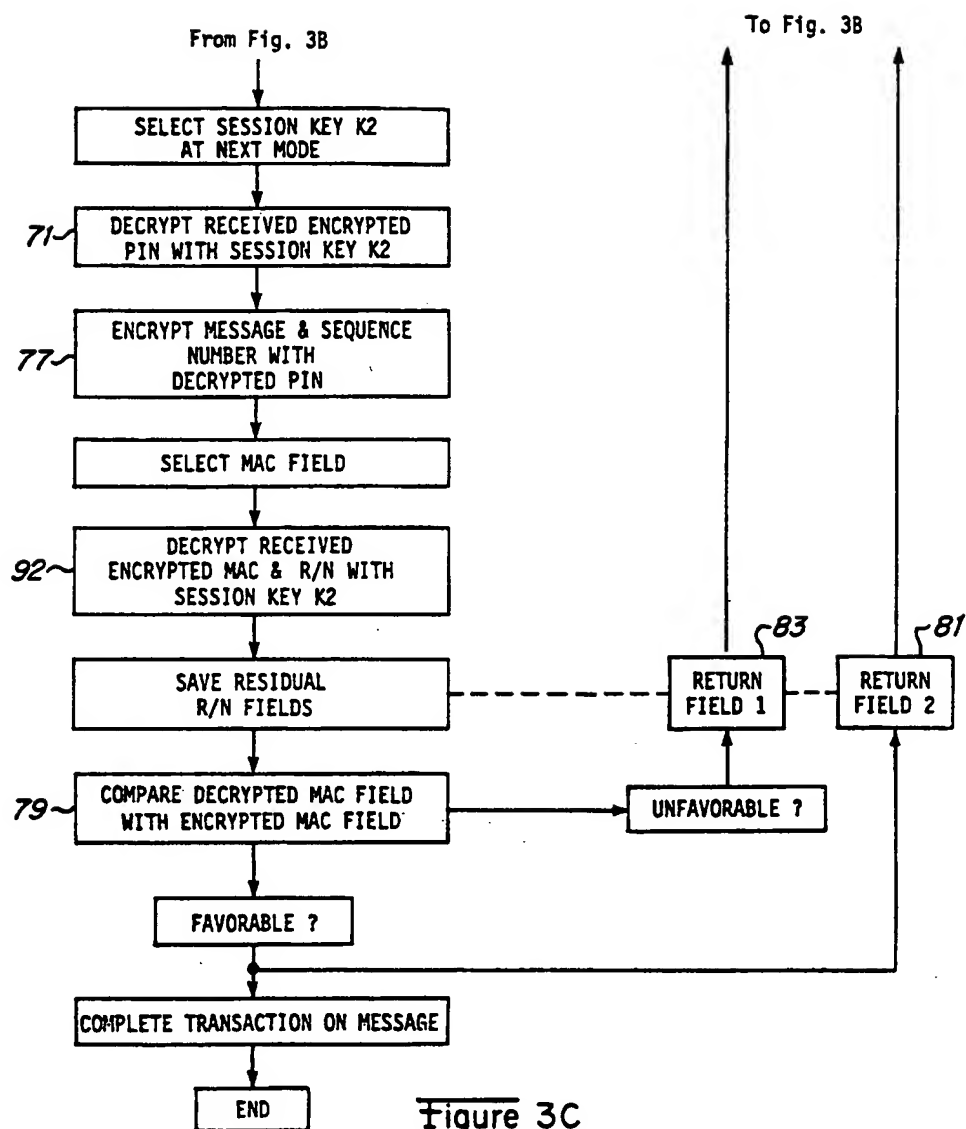 From Fig. 3B
To Fig. 3B
SELECT SESSION KEY K2
AT NEXT MODE
71
DECRYPT RECEIVED ENCRYPTED
PIN WITH SESSION KEY K2
77
ENCRYPT MESSAGE & SEQUENCE
NUMBER WITH
DECRYPTED PIN
SELECT MAC FIELD
92
DECRYPT RECEIVED
ENCRYPTED MAC & R/N WITH
SESSION KEY K2
83
81
SAVE RESIDUAL
R/N FIELDS
RETURN
FIELD 1
RETURN
FIELD 2
79
COMPARE DECRYPTED MAC FIELD
WITH ENCRYPTED MAC FIELD
UNFAVORABLE ?
FAVORABLE ?
COMPLETE TRANSACTION ON MESSAGE
END
Figure 3C